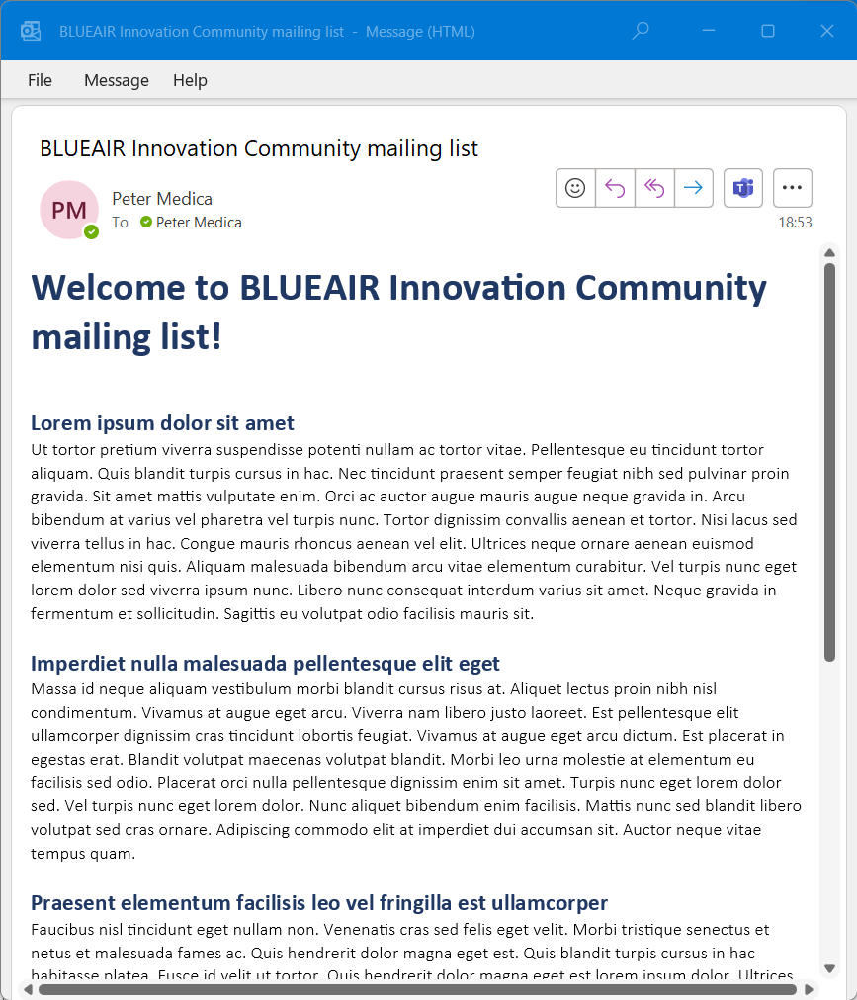 BLUEAIR Innovation Community mailing list - Message (HTML)
File Message Help
BLUEAIR Innovation Community mailing list
PM
Peter Medica
To Peter Medica
18:53
Welcome to BLUEAIR Innovation Community
mailing list!
Lorem ipsum dolor sit amet
Ut tortor pretium viverra suspendisse potenti nullam ac tortor vitae. Pellentesque eu tincidunt tortor
aliquam. Quis blandit turpis cursus in hac. Nec tincidunt praesent semper feugiat nibh sed pulvinar proin
gravida. Sit amet mattis vulputate enim. Orci ac auctor augue mauris augue neque gravida in. Arcu
bibendum at varius vel pharetra vel turpis nunc. Tortor dignissim convallis aenean et tortor. Nisi lacus sed
viverra tellus in hac. Congue mauris rhoncus aenean vel elit. Ultrices neque ornare aenean euismod
elementum nisi quis. Aliquam malesuada bibendum arcu vitae elementum curabitur. Vel turpis nunc eget
lorem dolor sed viverra ipsum nunc. Libero nunc consequat interdum varius sit amet. Neque gravida in
fermentum et sollicitudin. Sagittis eu volutpat odio facilisis mauris sit.
Imperdiet nulla malesuada pellentesque elit eget
Massa id neque aliquam vestibulum morbi blandit cursus risus at. Aliquet lectus proin nibh nisl
condimentum. Vivamus at augue eget arcu. Viverra nam libero justo laoreet. Est pellentesque elit
ullamcorper dignissim cras tincidunt lobortis feugiat. Vivamus at augue eget arcu dictum. Est placerat in
egestas erat. Blandit volutpat maecenas volutpat blandit. Morbi leo urna molestie at elementum eu
facilisis sed odio. Placerat orci nulla pellentesque dignissim enim sit amet. Turpis nunc eget lorem dolor
sed. Vel turpis nunc eget lorem dolor. Nunc aliquet bibendum enim facilisis. Mattis nunc sed blandit libero
volutpat sed cras ornare. Adipiscing commodo elit at imperdiet dui accumsan sit. Auctor neque vitae
tempus quam.
Praesent elementum facilisis leo vel fringilla est ullamcorper
Faucibus nisl tincidunt eget nullam non. Venenatis cras sed felis eget velit. Morbi tristique senectus et
netus et malesuada fames ac. Quis hendrerit dolor magna eget est. Quis blandit turpis cursus in hac
habitasse platea. Fusce id velit ut tortor. Quis hendrerit dolor magna eget est lorem ipsum dolor. Ultrices